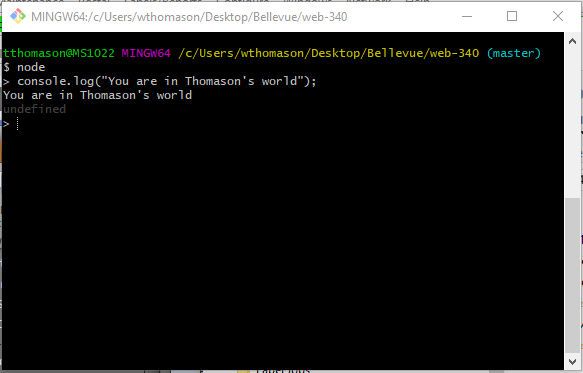 MINGW64:/c/Users/wthomason/Desktop/Bellevue/web-340
tthomason@MS1022 MINGW64 /c/Users/wthomason/Desktop/Bellevue/web-340 (master)
$ node
> console.log("You are in Thomason's world");
You are in Thomason's world
undefined
>